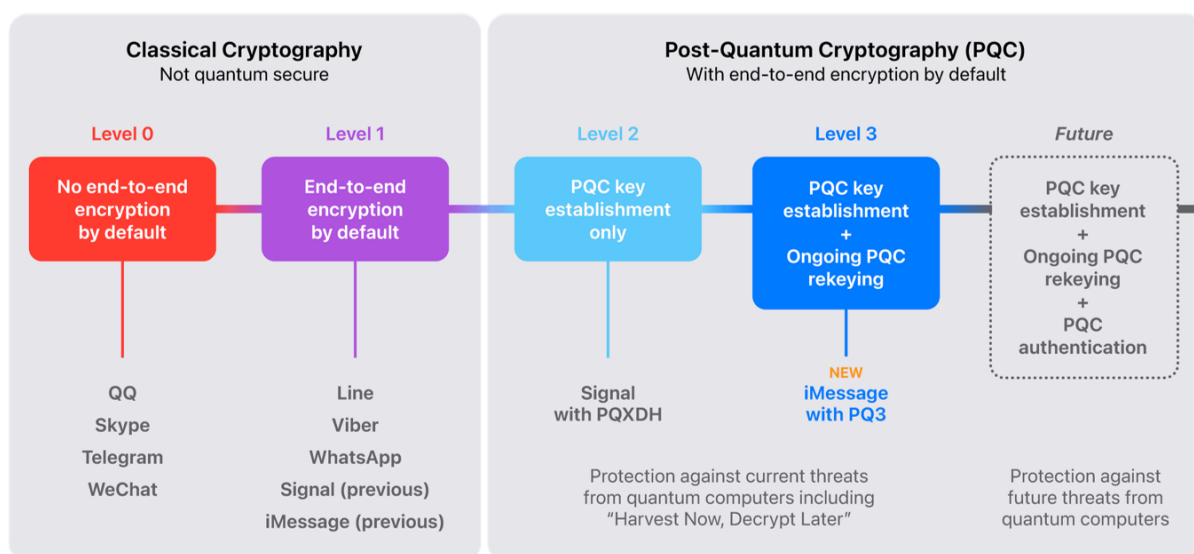 Classical Cryptography
Not quantum secure
Level 0
No end-to-end
encryption
by default
QQ
Skype
Telegram
WeChat
Level 1
End-to-end
encryption
by default
Line
Viber
WhatsApp
Signal (previous)
iMessage (previous)
Post-Quantum Cryptography (PQC)
With end-to-end encryption by default
Level 2
PQC key
establishment
only
Signal
with PQXDH
Level 3
PQC key
establishment
+
Ongoing PQC
rekeying
NEW
iMessage
with PQ3
Protection against current threats
from quantum computers including
“Harvest Now, Decrypt Later”
Future
PQC key
establishment
+
Ongoing PQC
rekeying
+
PQC
authentication
Protection against
future threats from
quantum computers